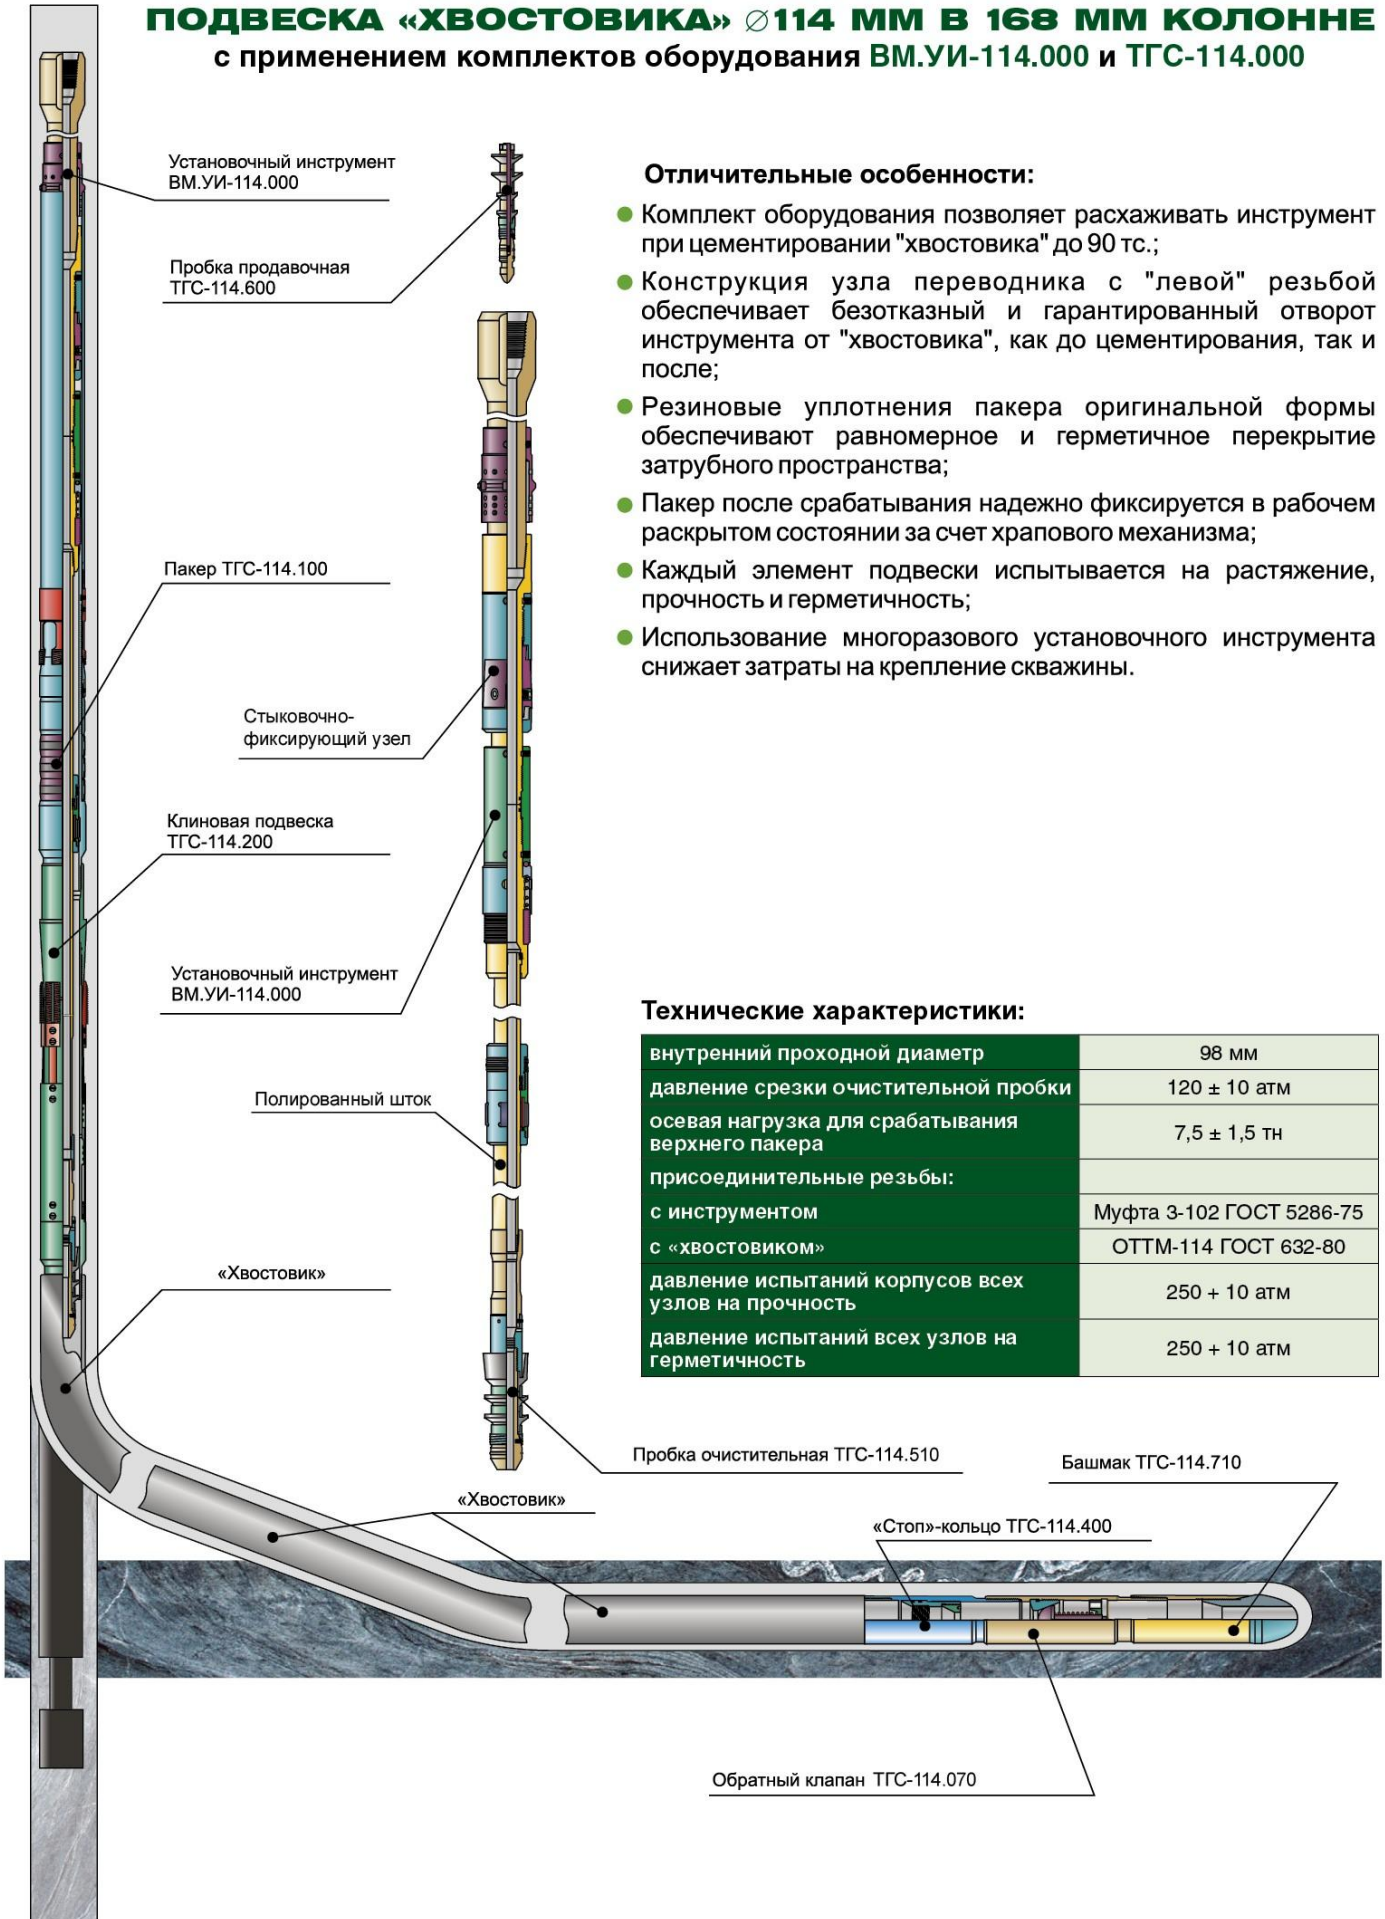 ПОДВЕСКА «ХВОСТОВИКА» ∅114 ММ В 168 ММ КОЛОННЕ
с применением комплектов оборудования ВМ.УИ-114.000 и ТГС-114.000
Установочный инструмент
ВМ.УИ-114.000
Пробка продавочная
ТГС-114.600
Пакер ТГС-114.100
Стыковочно-
фиксирующий узел
Клиновая подвеска
ТГС-114.200
Установочный инструмент
ВМ.УИ-114.000
Полированный шток
«Хвостовик»
Отличительные особенности:
Комплект оборудования позволяет расхаживать инструмент
при цементировании "хвостовика" до 90 тс.;
Конструкция узла переводника с "левой" резьбой
обеспечивает безотказный и гарантированный отворот
инструмента от "хвостовика", как до цементирования, так и
после;
Резиновые уплотнения пакера оригинальной формы
обеспечивают равномерное и герметичное перекрытие
затрубного пространства;
Пакер после срабатывания надежно фиксируется в рабочем
раскрытом состоянии за счет храпового механизма;
Каждый элемент подвески испытывается на растяжение,
прочность и герметичность;
Использование многоразового установочного инструмента
снижает затраты на крепление скважины.
Технические характеристики:
внутренний проходной диаметр 98 мм
давление срезки очистительной пробки 120 ± 10 атм
осевая нагрузка для срабатывания
верхнего пакера 7,5 ± 1,5 тн
присоединительные резьбы:
с инструментом Муфта З-102 ГОСТ 5286-75
с «хвостовиком» ОТТМ-114 ГОСТ 632-80
давление испытаний корпусов всех
узлов на прочность 250 + 10 атм
давление испытаний всех узлов на
герметичность 250 + 10 атм
Пробка очистительная ТГС-114.510
Башмак ТГС-114.710
«Хвостовик»
«Стоп»-кольцо ТГС-114.400
Обратный клапан ТГС-114.070